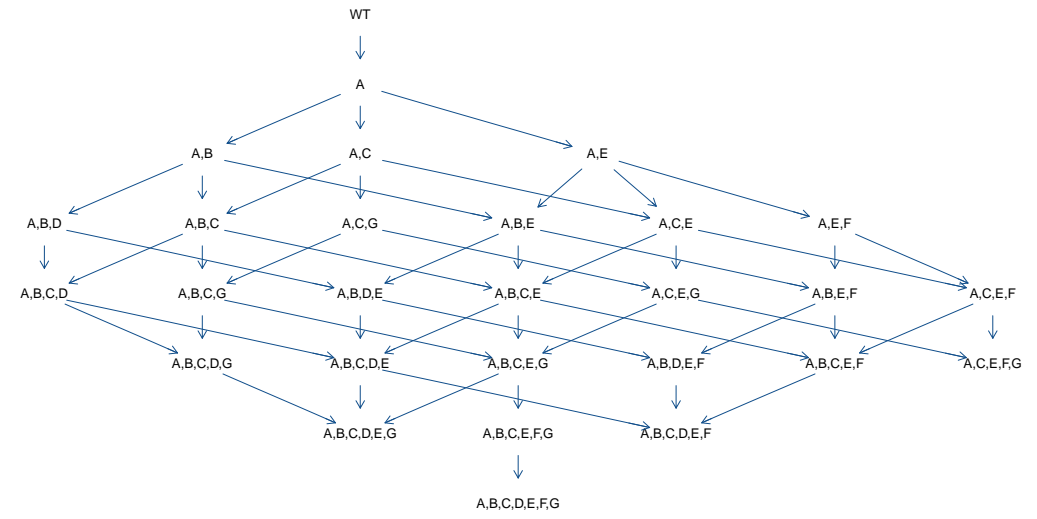 WT
A
A,B
A,C
A,E
A,B,D
A,B,C
A,C,G
A,B,E
A,C,E
A,E,F
A,B,C,D
A,B,C,G
A,B,D,E
A,B,C,E
A,C,E,G
A,B,E,F
A,C,E,F
A,B,C,D,G
A,B,C,D,E
A,B,C,E,G
A,B,D,E,F
A,B,C,E,F
A,C,E,F,G
A,B,C,D,E,G
A,B,C,E,F,G
A,B,C,D,E,F
A,B,C,D,E,F,G